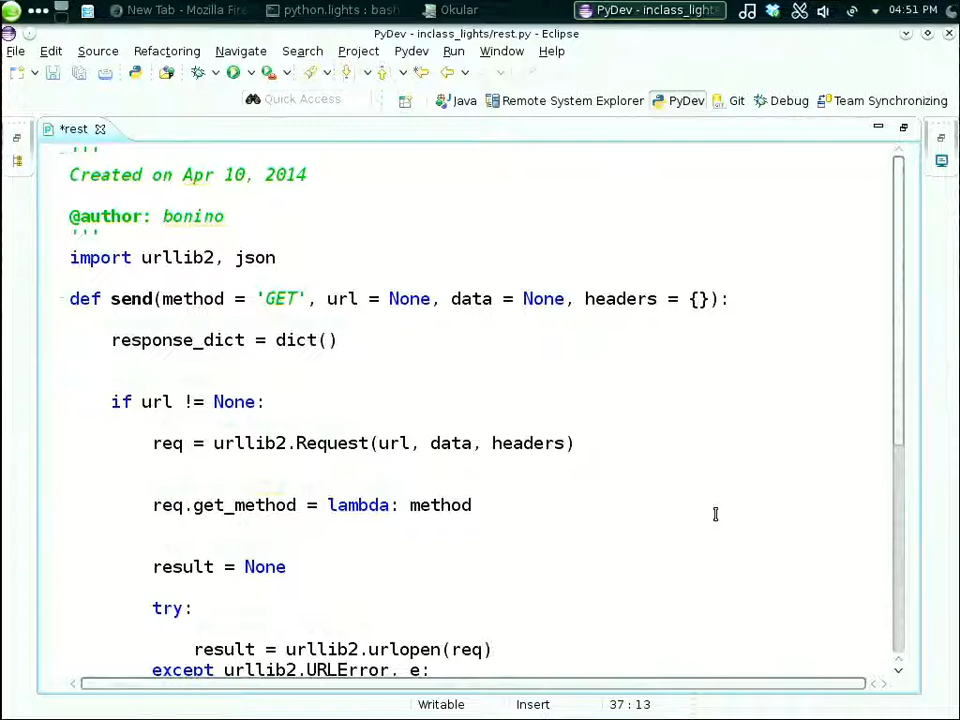 New Tab - Mozilla Fire
python.lights : bash
Okular
PyDev - inclass_lights
04:51 PM
PyDev - inclass_lights/rest.py - Eclipse
File Edit Source Refactoring Navigate Search Project Pydev Run Window Help
Quick Access
Java Remote System Explorer PyDev Git Debug Team Synchronizing
*rest
'''
Created on Apr 10, 2014
@author: bonino
'''
import urllib2, json
def send(method = 'GET', url = None, data = None, headers = {}):
response_dict = dict()
if url != None:
req = urllib2.Request(url, data, headers)
req.get_method = lambda: method
result = None
try:
result = urllib2.urlopen(req)
except urllib2.URLError, e:
Writable Insert 37 : 13